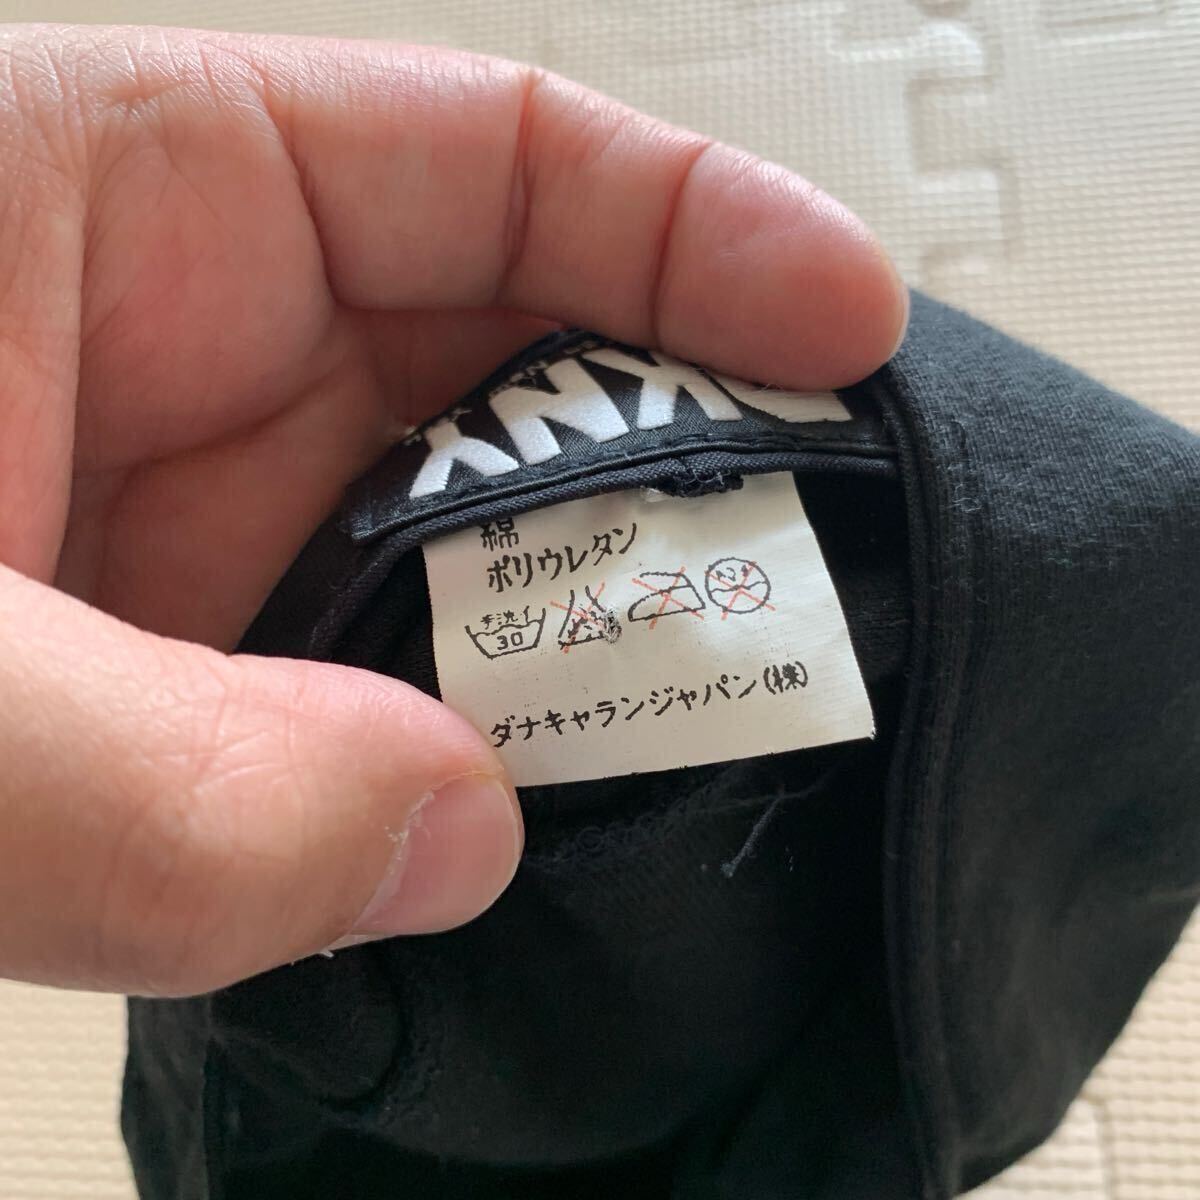 DKNY
綿
ポリウレタン
手洗イ
30
ダナキャランジャパン(株)